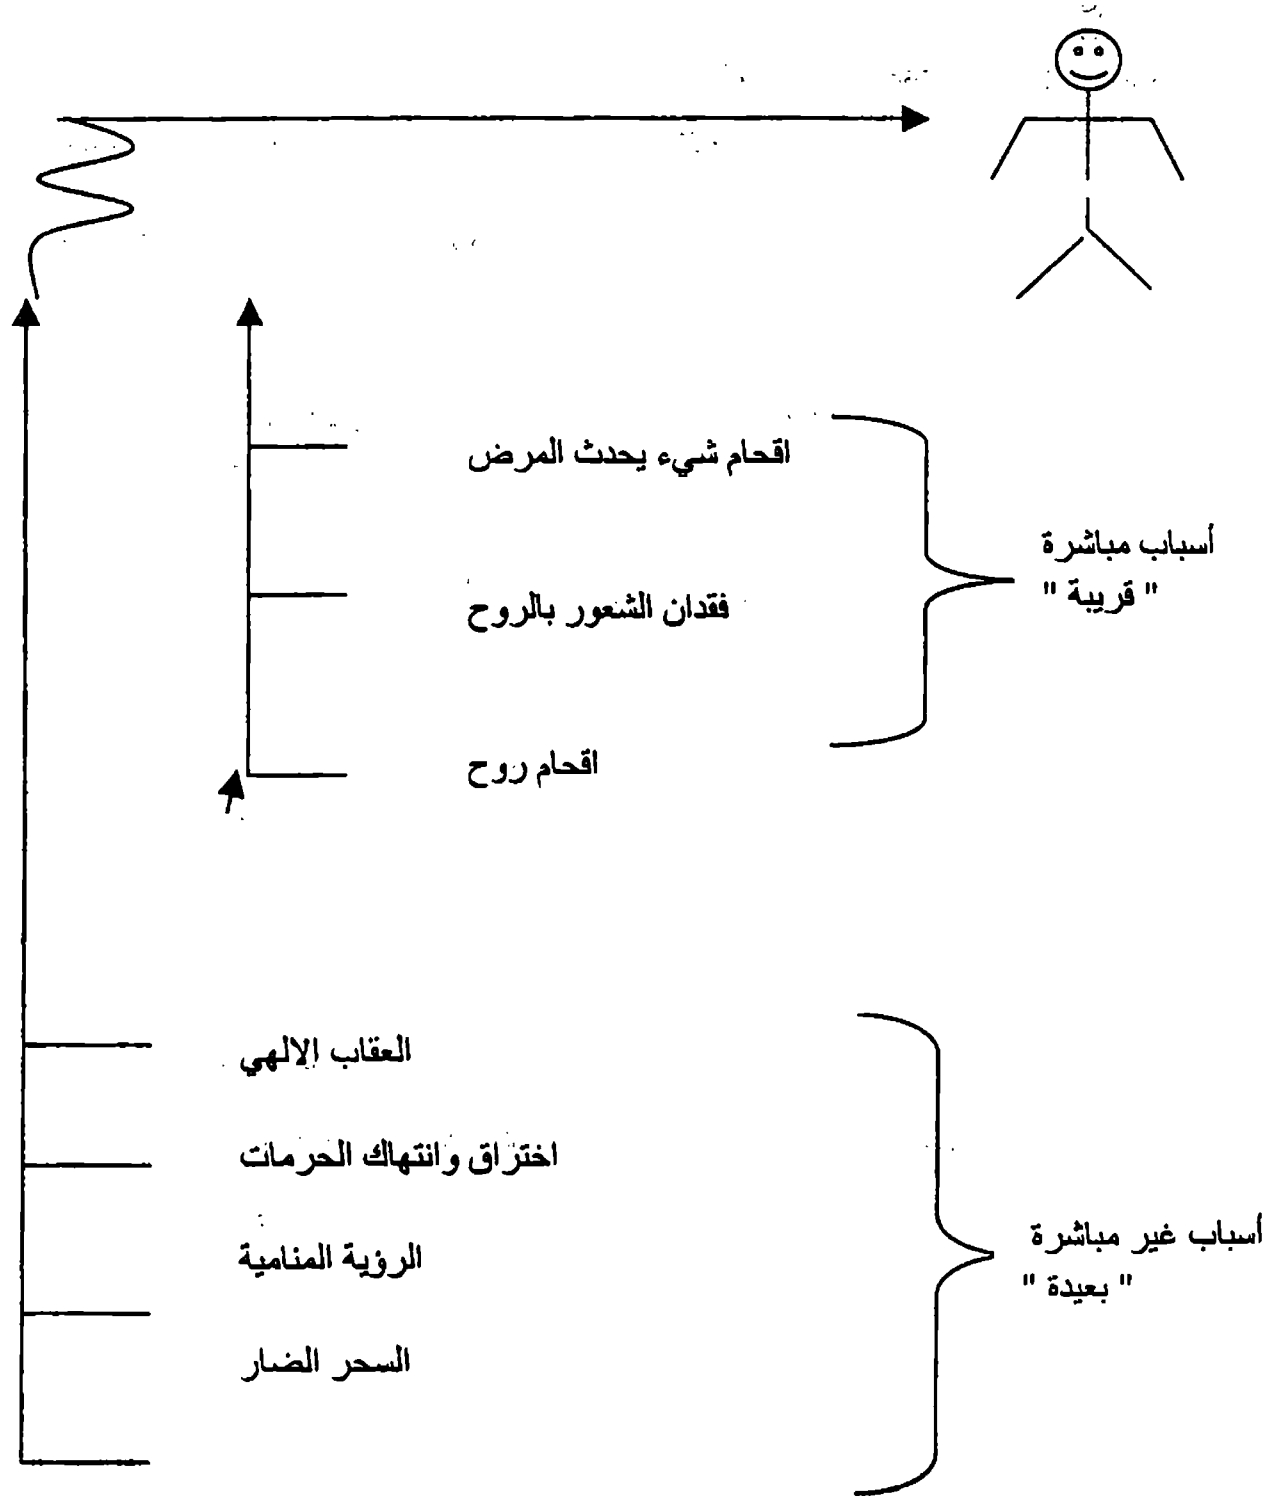 اقحام شيء يحدث المرض
أسباب مباشرة
" قريبة "
فقدان الشعور بالروح
اقحام روح
العقاب الالهي
اختراق وانتهاك الحرمات
أسباب غير مباشرة
" بعيدة "
الرؤية المنامية
السحر الضار